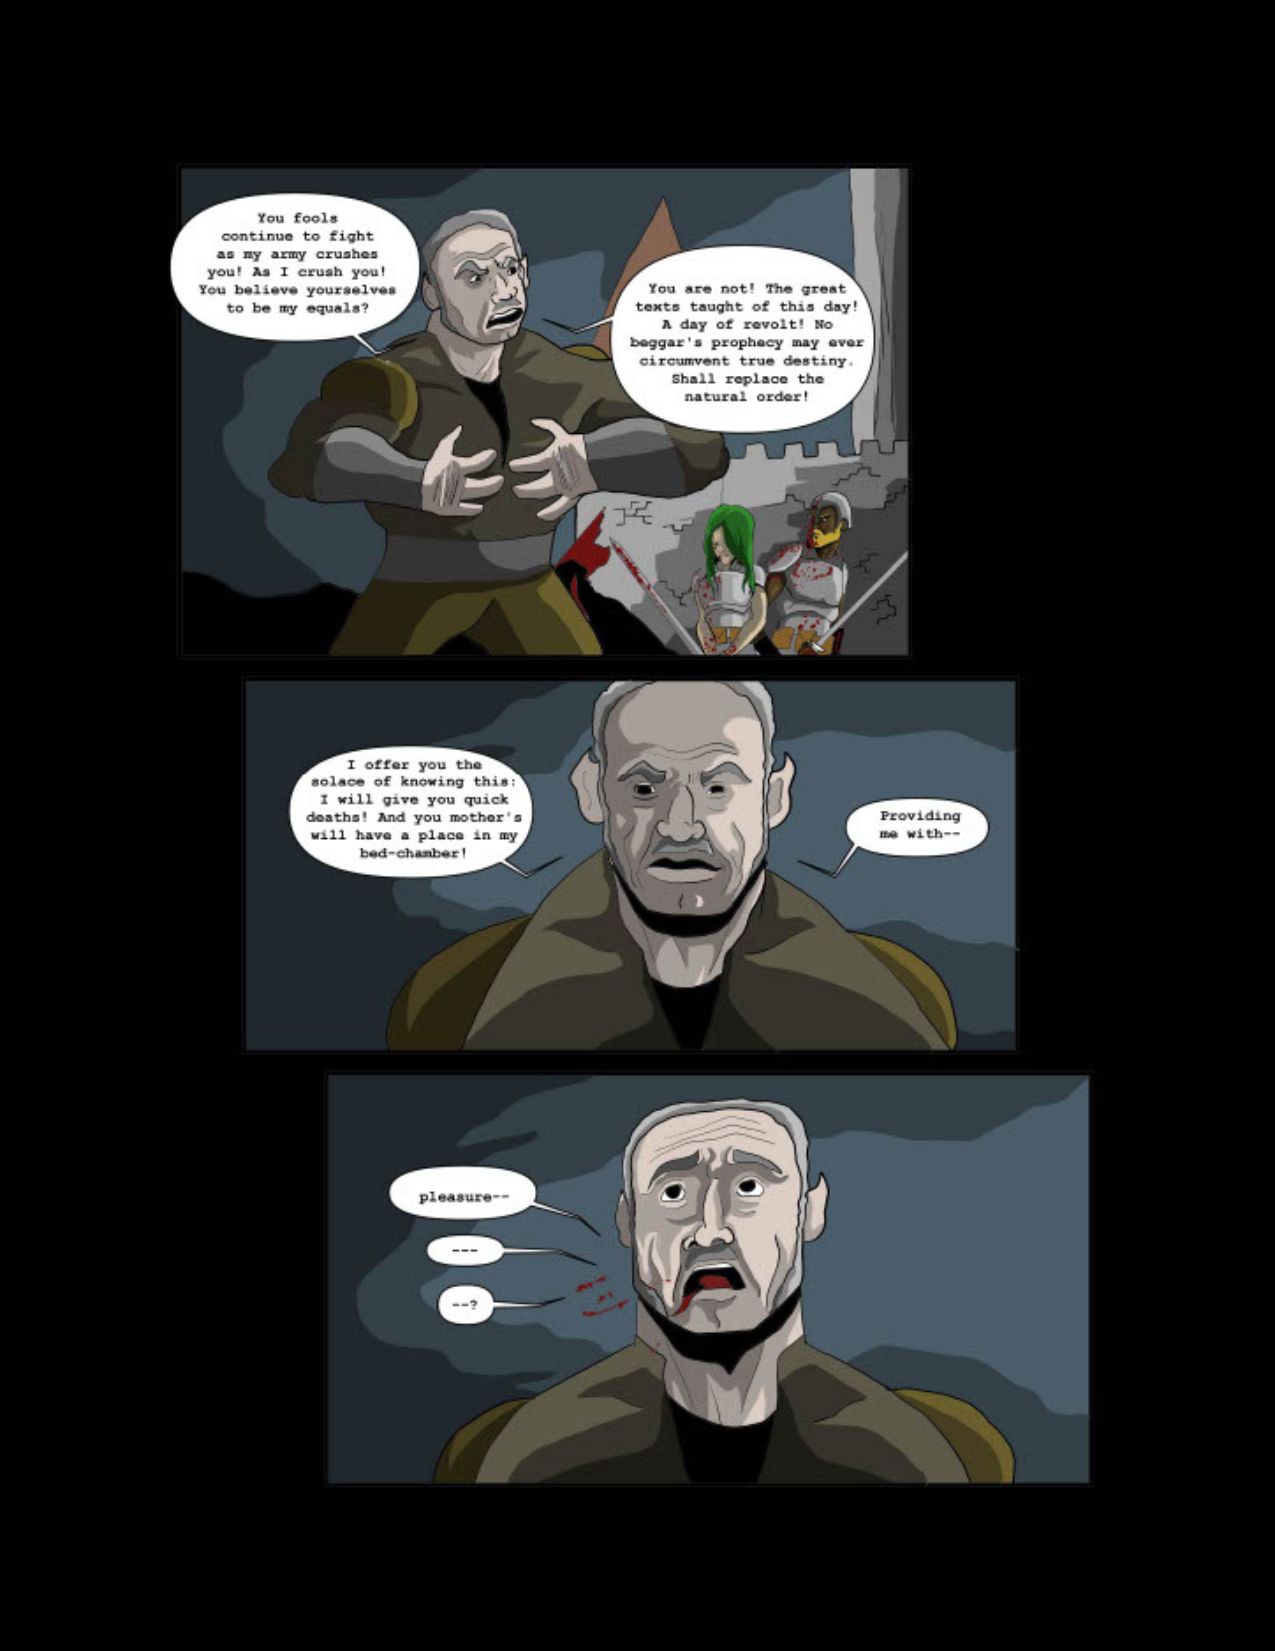 You fools
continue to fight
as my army crushes
you! As I crush you!
You believe yourselves
to be my equals?
You are not! The great
texts taught of this day!
A day of revolt! No
beggar's prophecy may ever
circumvent true destiny.
Shall replace the
natural order!
I offer you the
solace of knowing this:
I will give you quick
deaths! And you mother's
will have a place in my
bed-chamber!
Providing
me with--
pleasure--
---
--?